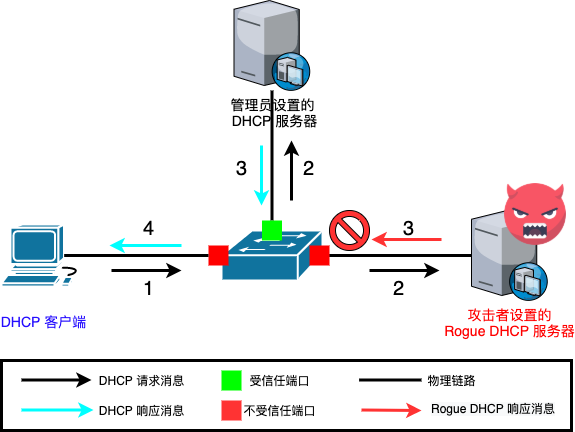 管理员设置的
DHCP 服务器
3
2
4
3
1
2
DHCP 客户端
攻击者设置的
Rogue DHCP 服务器
DHCP 请求消息
受信任端口
物理链路
DHCP 响应消息
不受信任端口
Rogue DHCP 响应消息